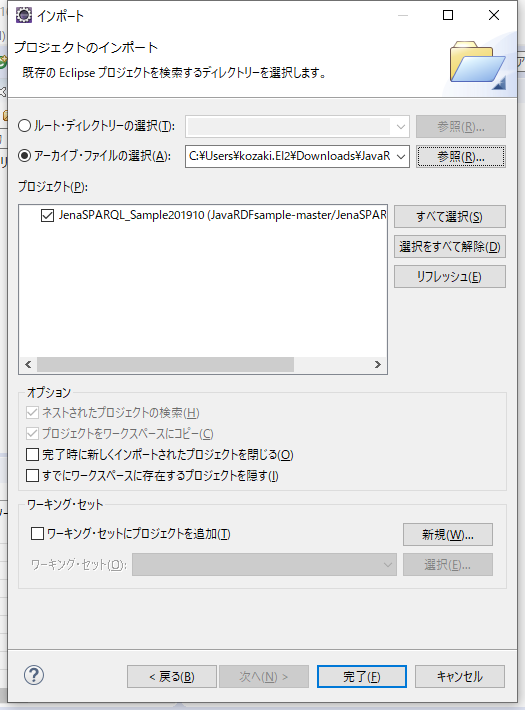 インポート
プロジェクトのインポート
既存の Eclipse プロジェクトを検索するディレクトリーを選択します。
ルート・ディレクトリーの選択(T):
参照(R)...
アーカイブ・ファイルの選択(A):
C:¥Users¥kozaki.EI2¥Downloads¥JavaR
参照(R)...
プロジェクト(P):
JenaSPARQL_Sample201910 (JavaRDFsample-master/JenaSPAR
すべて選択(S)
選択をすべて解除(D)
リフレッシュ(E)
オプション
ネストされたプロジェクトの検索(H)
プロジェクトをワークスペースにコピー(C)
完了時に新しくインポートされたプロジェクトを閉じる(O)
すでにワークスペースに存在するプロジェクトを隠す(I)
ワーキング・セット
ワーキング・セットにプロジェクトを追加(T)
新規(W)...
ワーキング・セット(O):
選択(E)...
< 戻る(B)
次へ(N) >
完了(F)
キャンセル